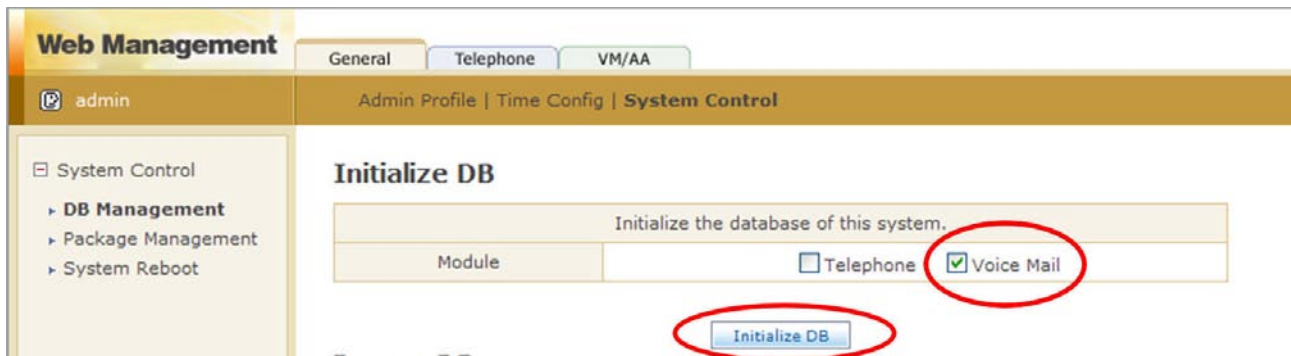 Web Management
General Telephone VM/AA
admin
Admin Profile | Time Config | System Control
System Control
DB Management
Package Management
System Reboot
Initialize DB
Initialize the database of this system.
Module Telephone Voice Mail
Initialize DB